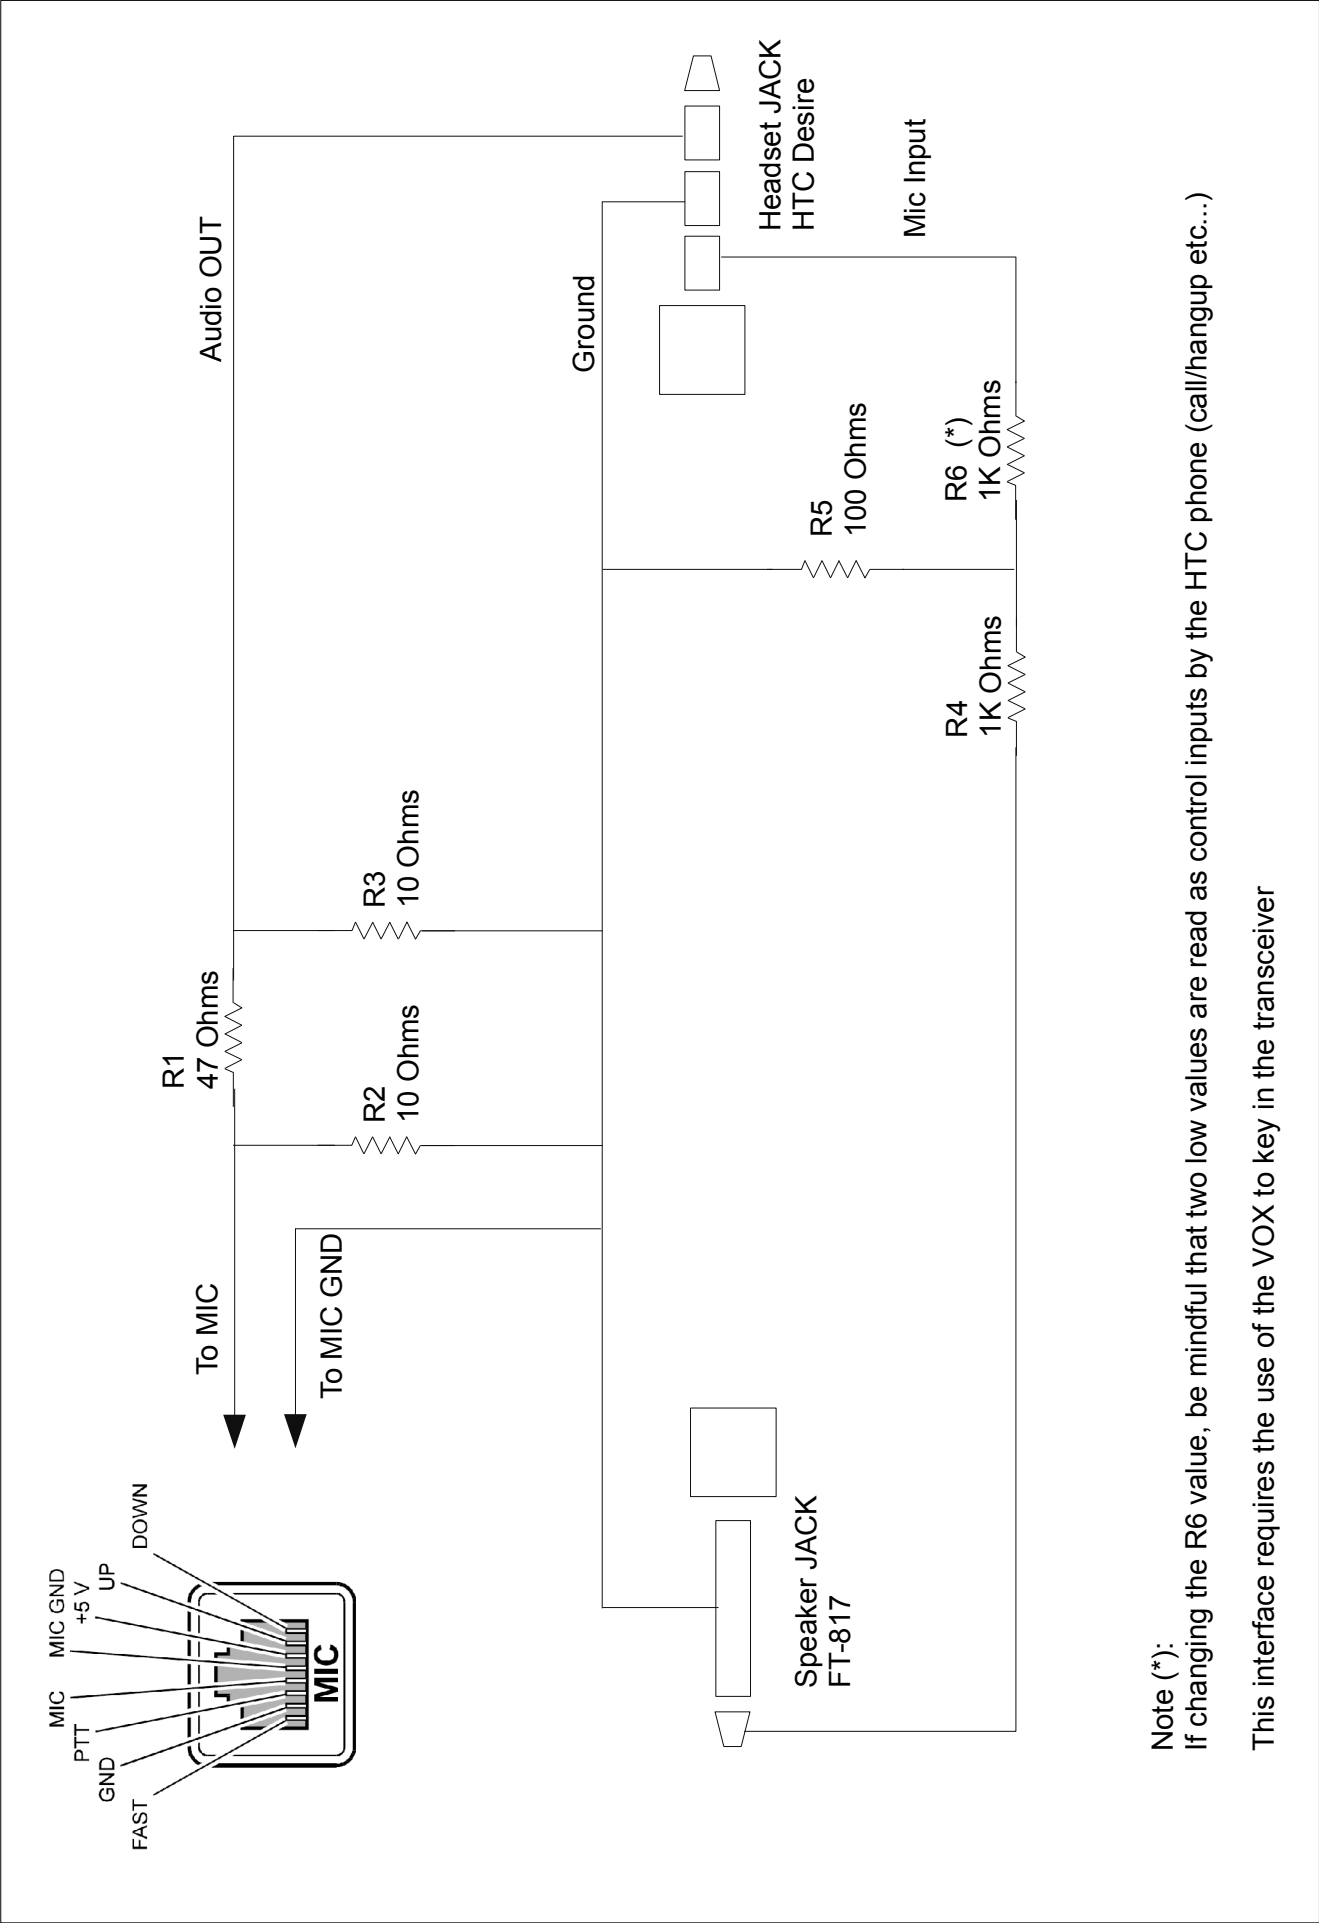 FAST
GND
PTT
MIC
MIC GND
+5 V
UP
DOWN
MIC
To MIC
To MIC GND
R1
47 Ohms
R2
10 Ohms
R3
10 Ohms
Audio OUT
Ground
Headset JACK
HTC Desire
Mic Input
R5
100 Ohms
R6 (*)
1K Ohms
R4
1K Ohms
Speaker JACK
FT-817
Note (*):
If changing the R6 value, be mindful that two low values are read as control inputs by the HTC phone (call/hangup etc...)
This interface requires the use of the VOX to key in the transceiver